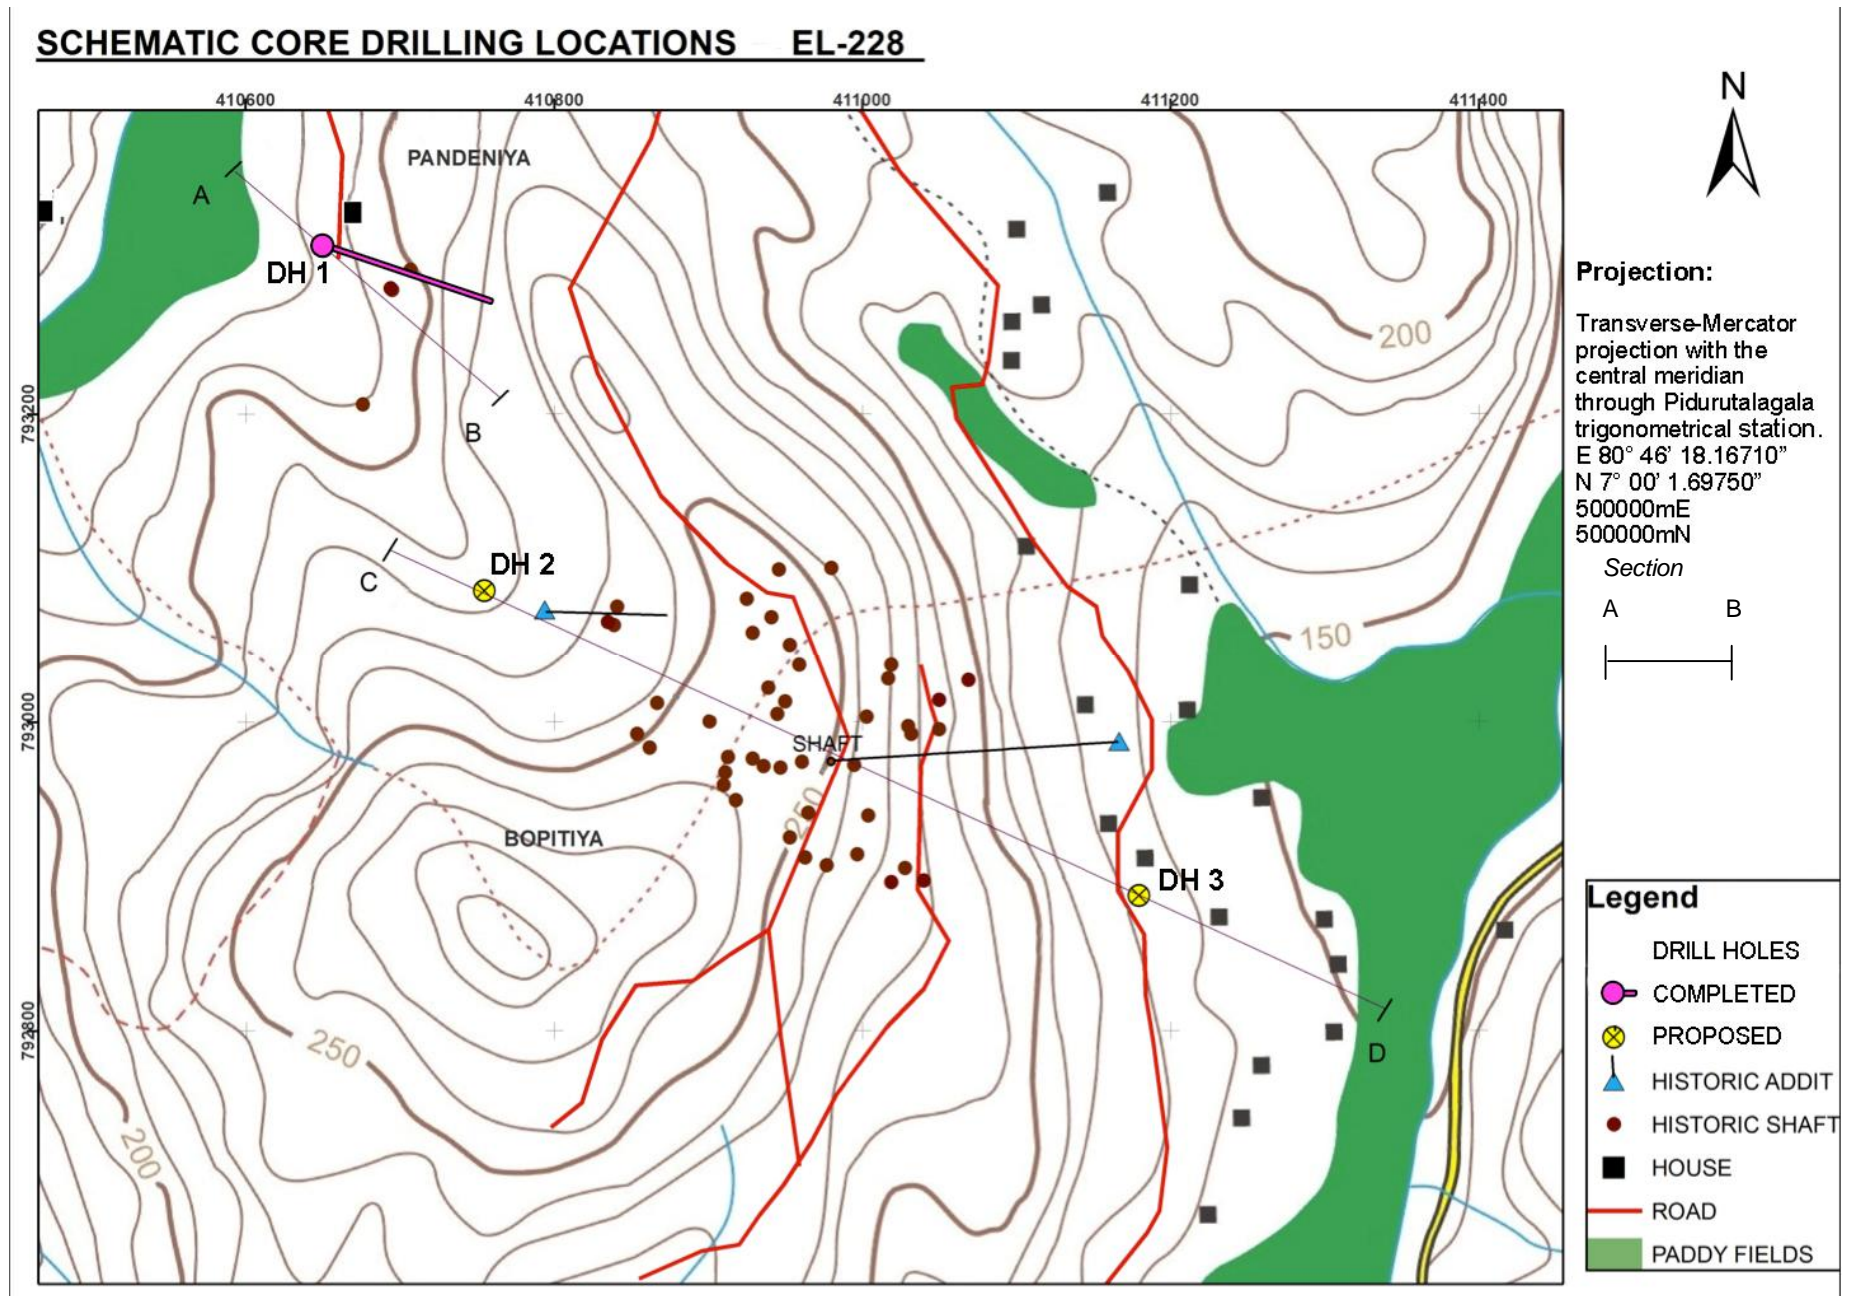 SCHEMATIC CORE DRILLING LOCATIONS EL-228
N
410600 410800 411000 411200 411400
PANDENIYA
A
DH 1
B
200
793200
Projection:
Transverse-Mercator
projection with the
central meridian
through Pidurutalagala
trigonometrical station.
E 80° 46' 18.16710"
N 7° 00' 1.69750"
500000mE
500000mN
Section
A B
DH 2
C
150
793000
SHAFT
250
BOPITIYA
DH 3
D
792800
250
200
Legend
DRILL HOLES
COMPLETED
PROPOSED
HISTORIC ADDIT
HISTORIC SHAFT
HOUSE
ROAD
PADDY FIELDS